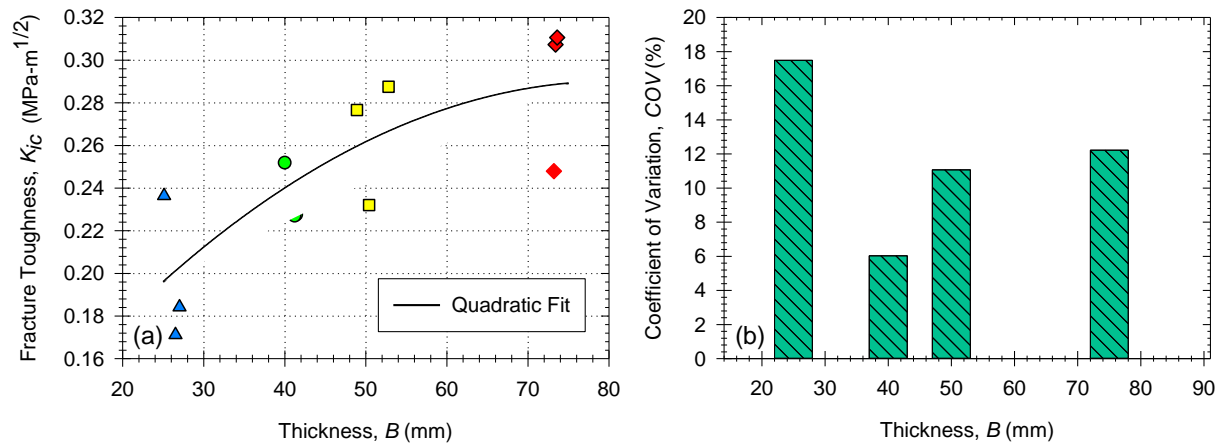 Fracture Toughness, Kic (MPa-m1/2)
0.32
0.30
0.28
0.26
0.24
0.22
0.20
0.18
0.16
(a)
Quadratic Fit
20 30 40 50 60 70 80
Thickness, B (mm)
Coefficient of Variation, COV (%)
20
18
16
14
12
10
8
6
4
2
0
(b)
20 30 40 50 60 70 80 90
Thickness, B (mm)